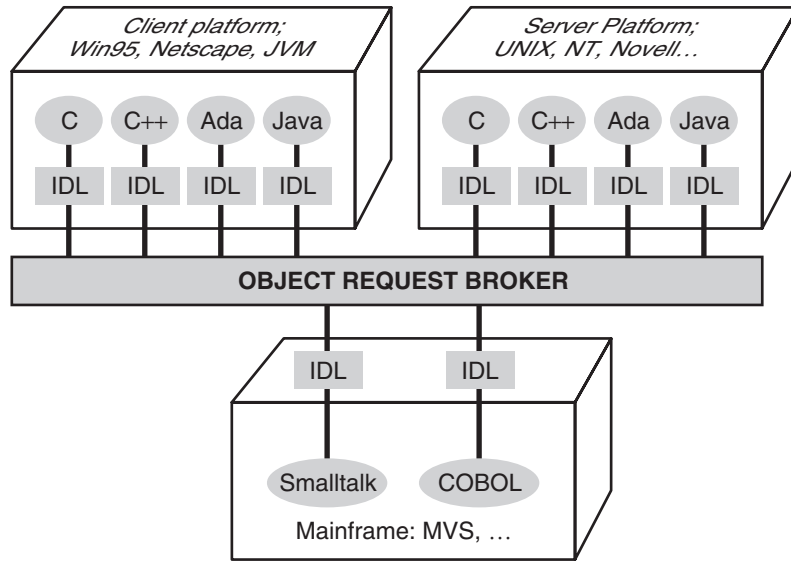 Client platform;
Win95, Netscape, JVM
Server Platform;
UNIX, NT, Novell…
C C++ Ada Java
C C++ Ada Java
IDL IDL IDL IDL
IDL IDL IDL IDL
OBJECT REQUEST BROKER
IDL IDL
Smalltalk COBOL
Mainframe: MVS, …